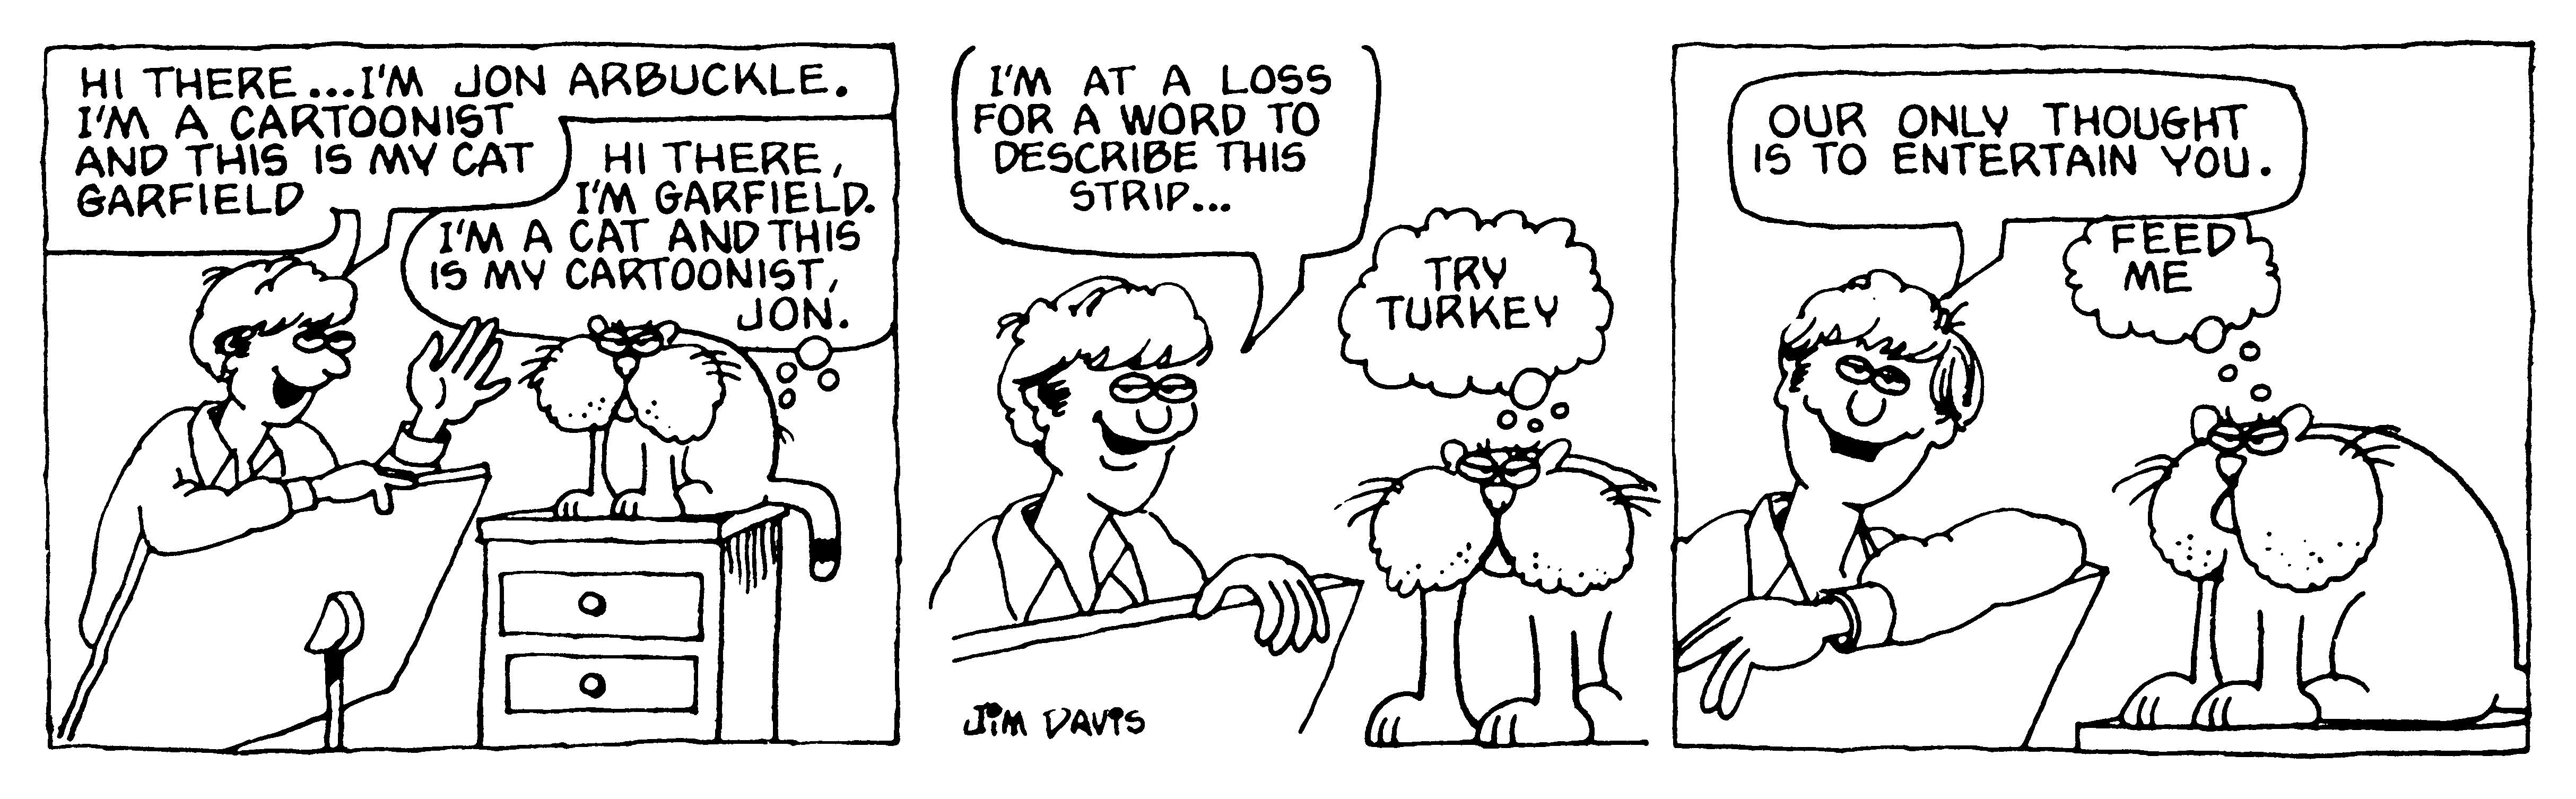 HI THERE...I'M JON ARBUCKLE.
I'M A CARTOONIST
AND THIS IS MY CAT
GARFIELD
HI THERE,
I'M GARFIELD.
I'M A CAT AND THIS
IS MY CARTOONIST,
JON.
I'M AT A LOSS
FOR A WORD TO
DESCRIBE THIS
STRIP...
TRY
TURKEY
JIM DAVIS
OUR ONLY THOUGHT
IS TO ENTERTAIN YOU.
FEED
ME